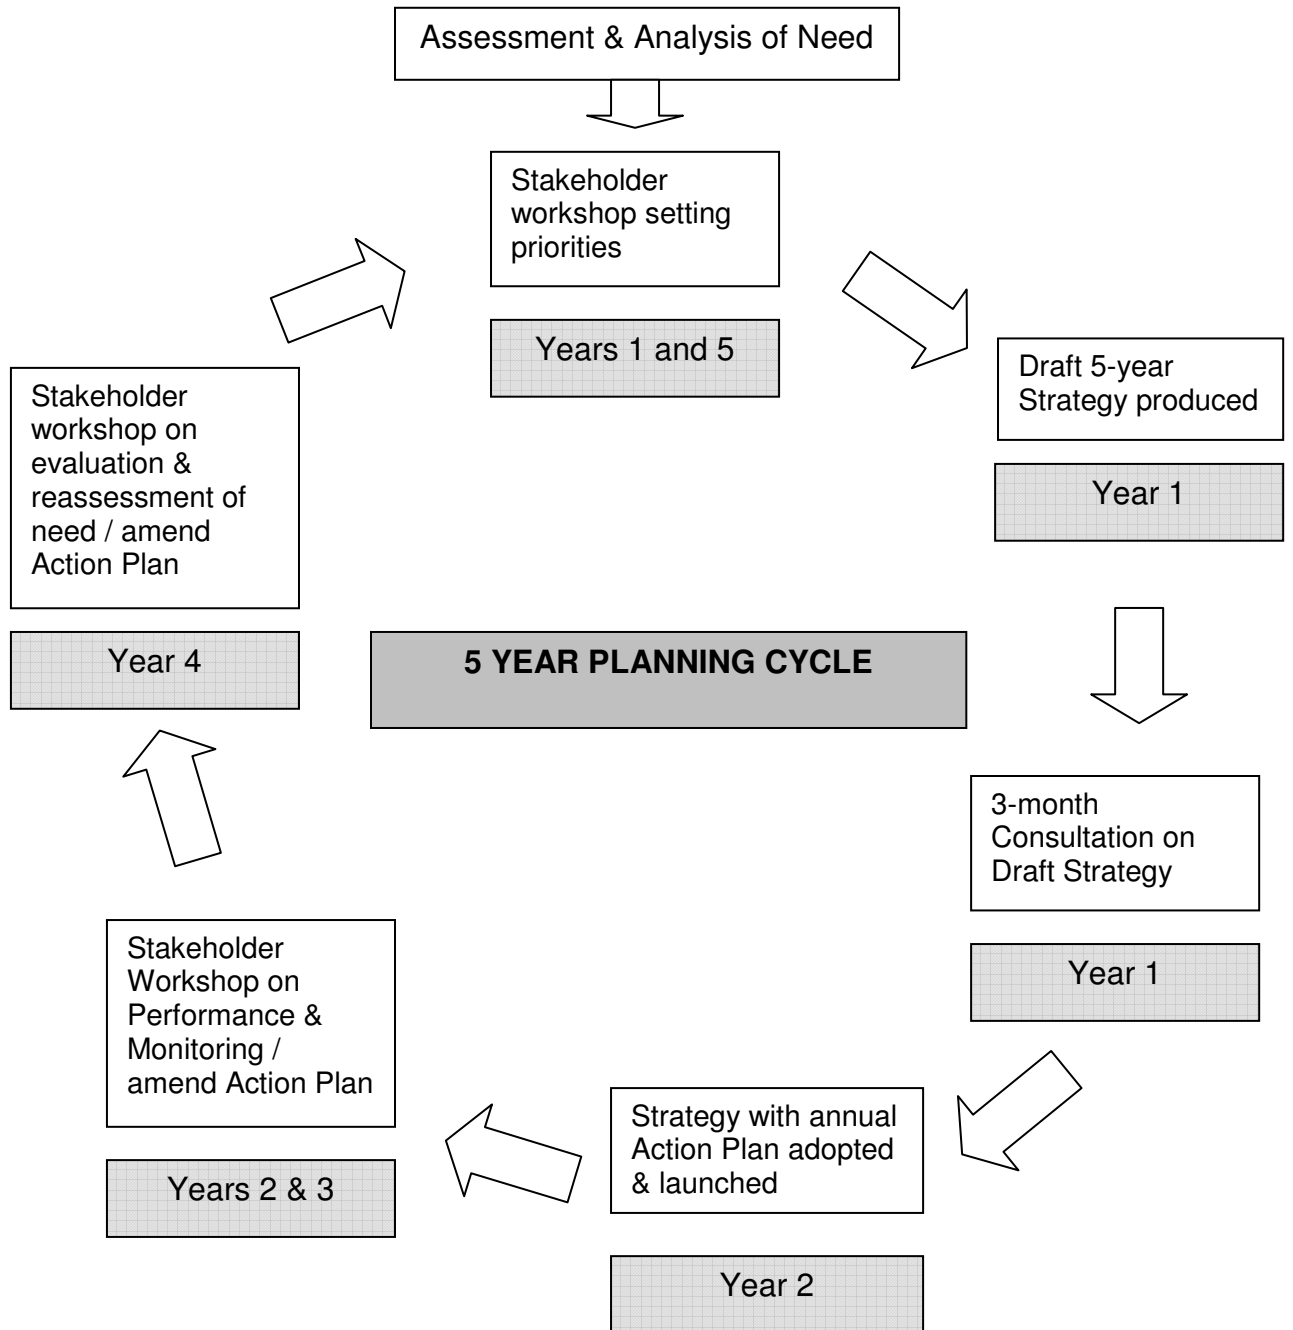 Assessment & Analysis of Need
Stakeholder
workshop setting
priorities
Years 1 and 5
Draft 5-year
Strategy produced
Year 1
3-month
Consultation on
Draft Strategy
Year 1
Strategy with annual
Action Plan adopted
& launched
Year 2
Stakeholder
Workshop on
Performance &
Monitoring /
amend Action Plan
Years 2 & 3
Stakeholder
workshop on
evaluation &
reassessment of
need / amend
Action Plan
Year 4
5 YEAR PLANNING CYCLE